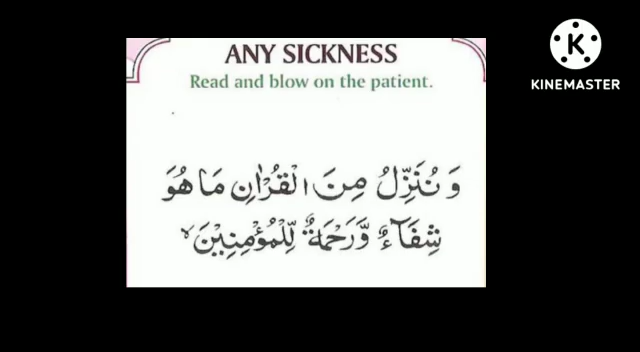 ANY SICKNESS
Read and blow on the patient.
KINEMASTER
وَ نُنَزِّلُ مِنَ الْقُرْاٰنِ مَا هُوَ
شِفَآءٌ وَّرَحْمَةٌ لِّلْمُؤْمِنِيْنَ ۙ